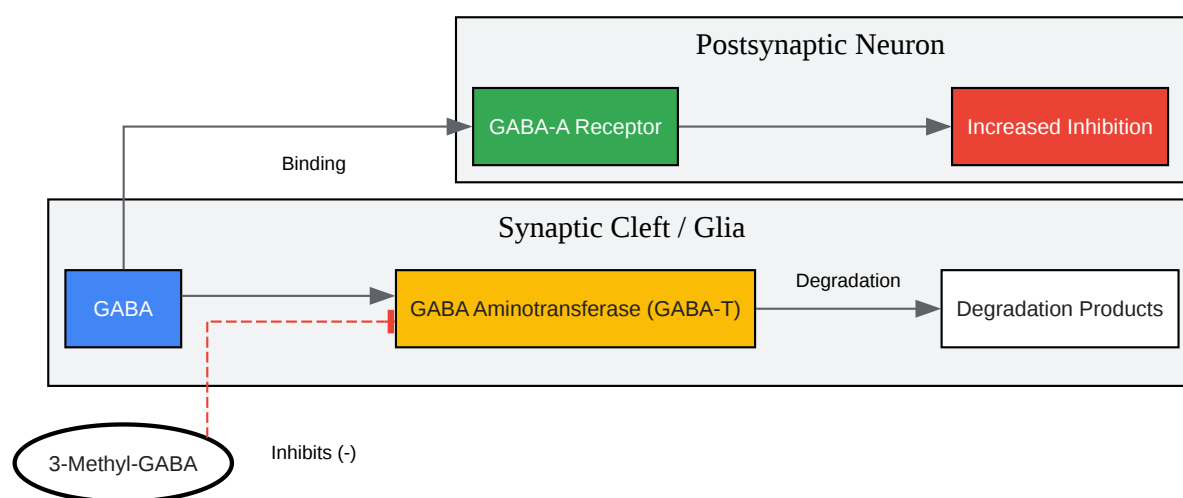 Postsynaptic Neuron
GABA-A Receptor
Increased Inhibition
Binding
Synaptic Cleft / Glia
GABA
GABA Aminotransferase (GABA-T)
Degradation
Degradation Products
3-Methyl-GABA
Inhibits (-)